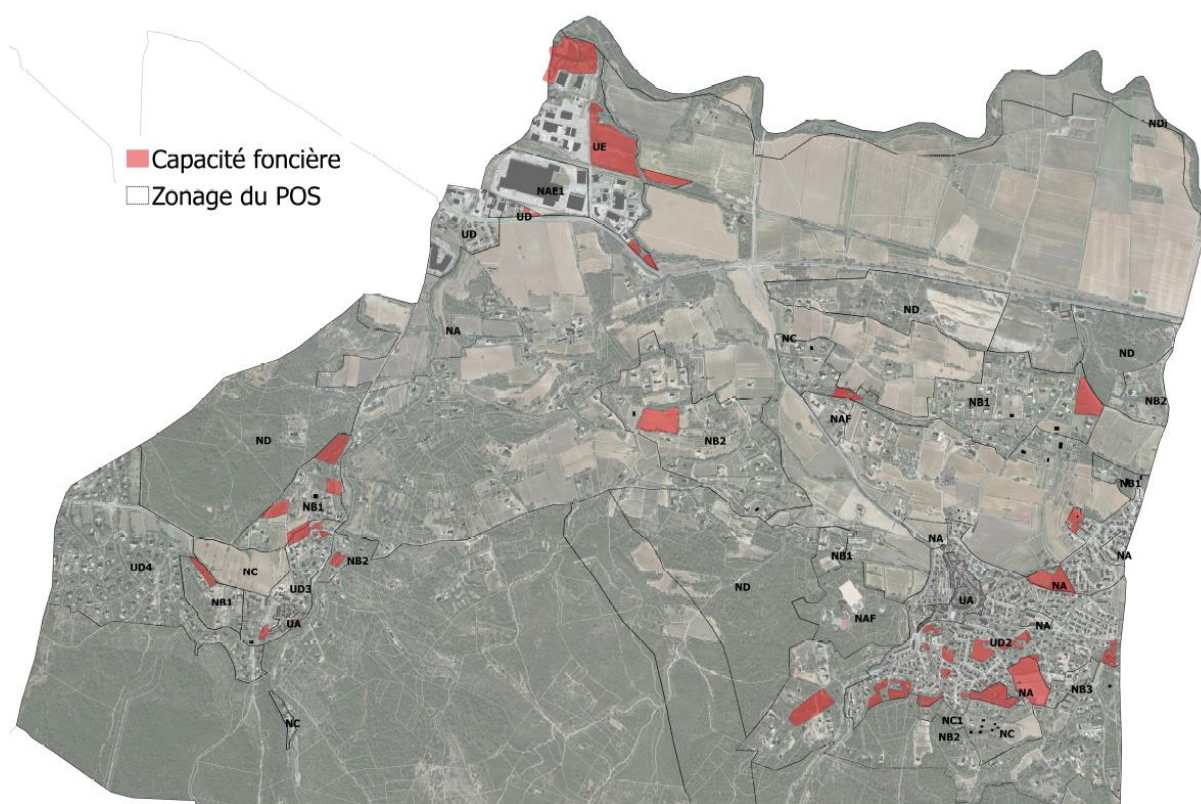 Capacité foncière
Zonage du POS
NDi
UE
NAE1
UD
UD
NA
ND
NC
ND
NB1
NB2
NAF
ND
NB2
NB1
NB1
NA
NB1
NA
NB2
UD4
NC
ND
NA
NB1
UD3
UA
NAF
UA
NA
UD2
NA
NB3
NC
NC1
NC
NB2